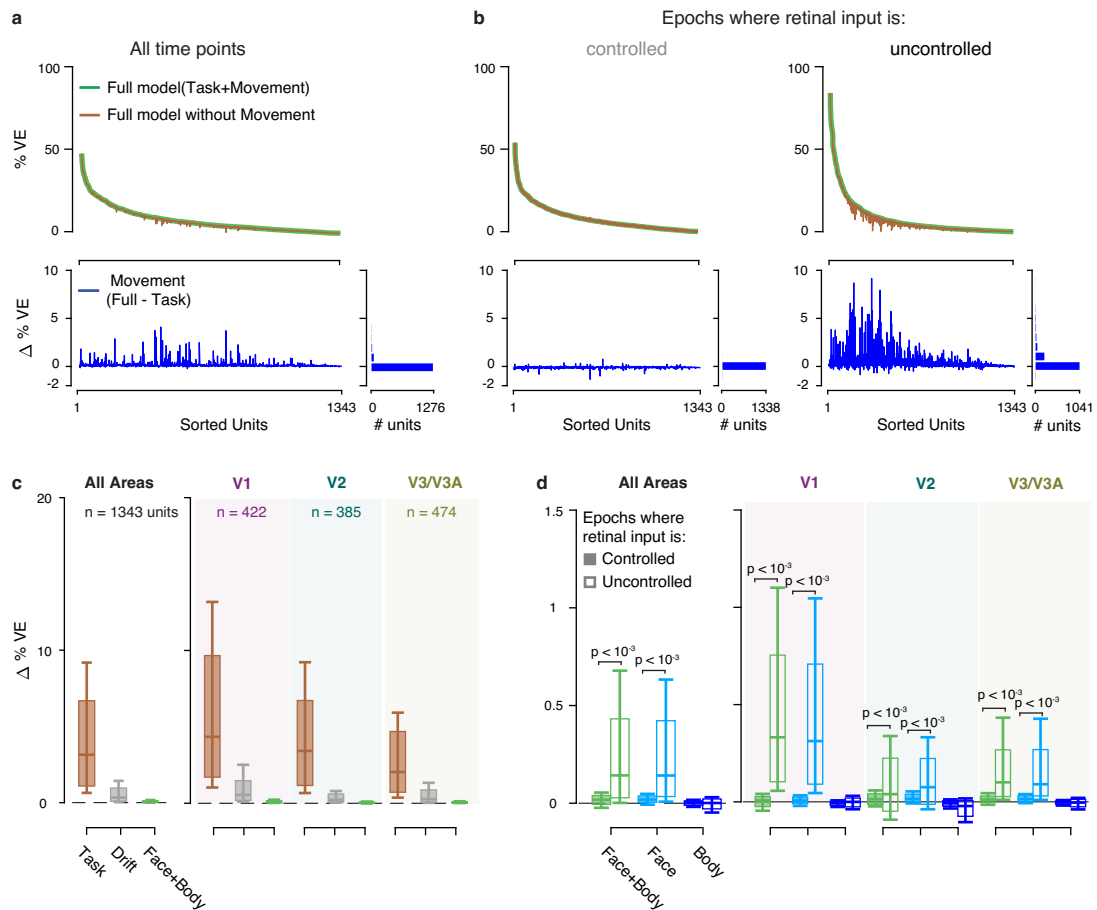 a
All time points
100
50
0
% VE
Full model(Task+Movement)
Full model without Movement
10
5
0
-2
Δ % VE
Movement
(Full - Task)
1
1343
Sorted Units
0
1276
# units
b
Epochs where retinal input is:
controlled
uncontrolled
100
50
0
100
50
0
10
5
0
-2
1
1343
Sorted Units
0
1338
# units
10
5
0
-2
1
1343
Sorted Units
0
1041
# units
c
All Areas
V1
V2
V3/V3A
n = 1343 units
n = 422
n = 385
n = 474
20
10
0
Δ % VE
Task
Drift
Face+Body
d
All Areas
V1
V2
V3/V3A
1.5
1
0.5
0
Epochs where
retinal input is:
Controlled
Uncontrolled
p < 10-3
p < 10-3
p < 10-3
p < 10-3
p < 10-3
p < 10-3
p < 10-3
p < 10-3
Face+Body
Face
Body